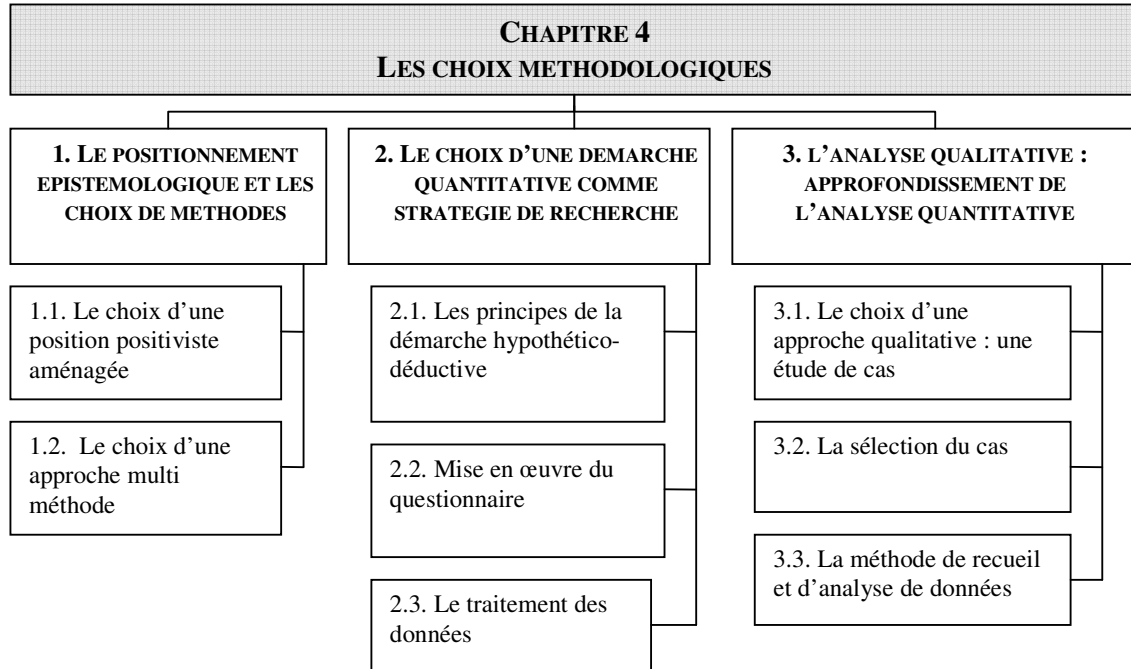 CHAPITRE 4
LES CHOIX METHODOLOGIQUES
1. LE POSITIONNEMENT
EPISTEMOLOGIQUE ET LES
CHOIX DE METHODES
1.1. Le choix d’une
position positiviste
aménagée
1.2. Le choix d’une
approche multi
méthode
2. LE CHOIX D’UNE DEMARCHE
QUANTITATIVE COMME
STRATEGIE DE RECHERCHE
2.1. Les principes de la
démarche hypothético-
déductive
2.2. Mise en œuvre du
questionnaire
2.3. Le traitement des
données
3. L’ANALYSE QUALITATIVE :
APPROFONDISSEMENT DE
L’ANALYSE QUANTITATIVE
3.1. Le choix d’une
approche qualitative : une
étude de cas
3.2. La sélection du cas
3.3. La méthode de recueil
et d’analyse de données